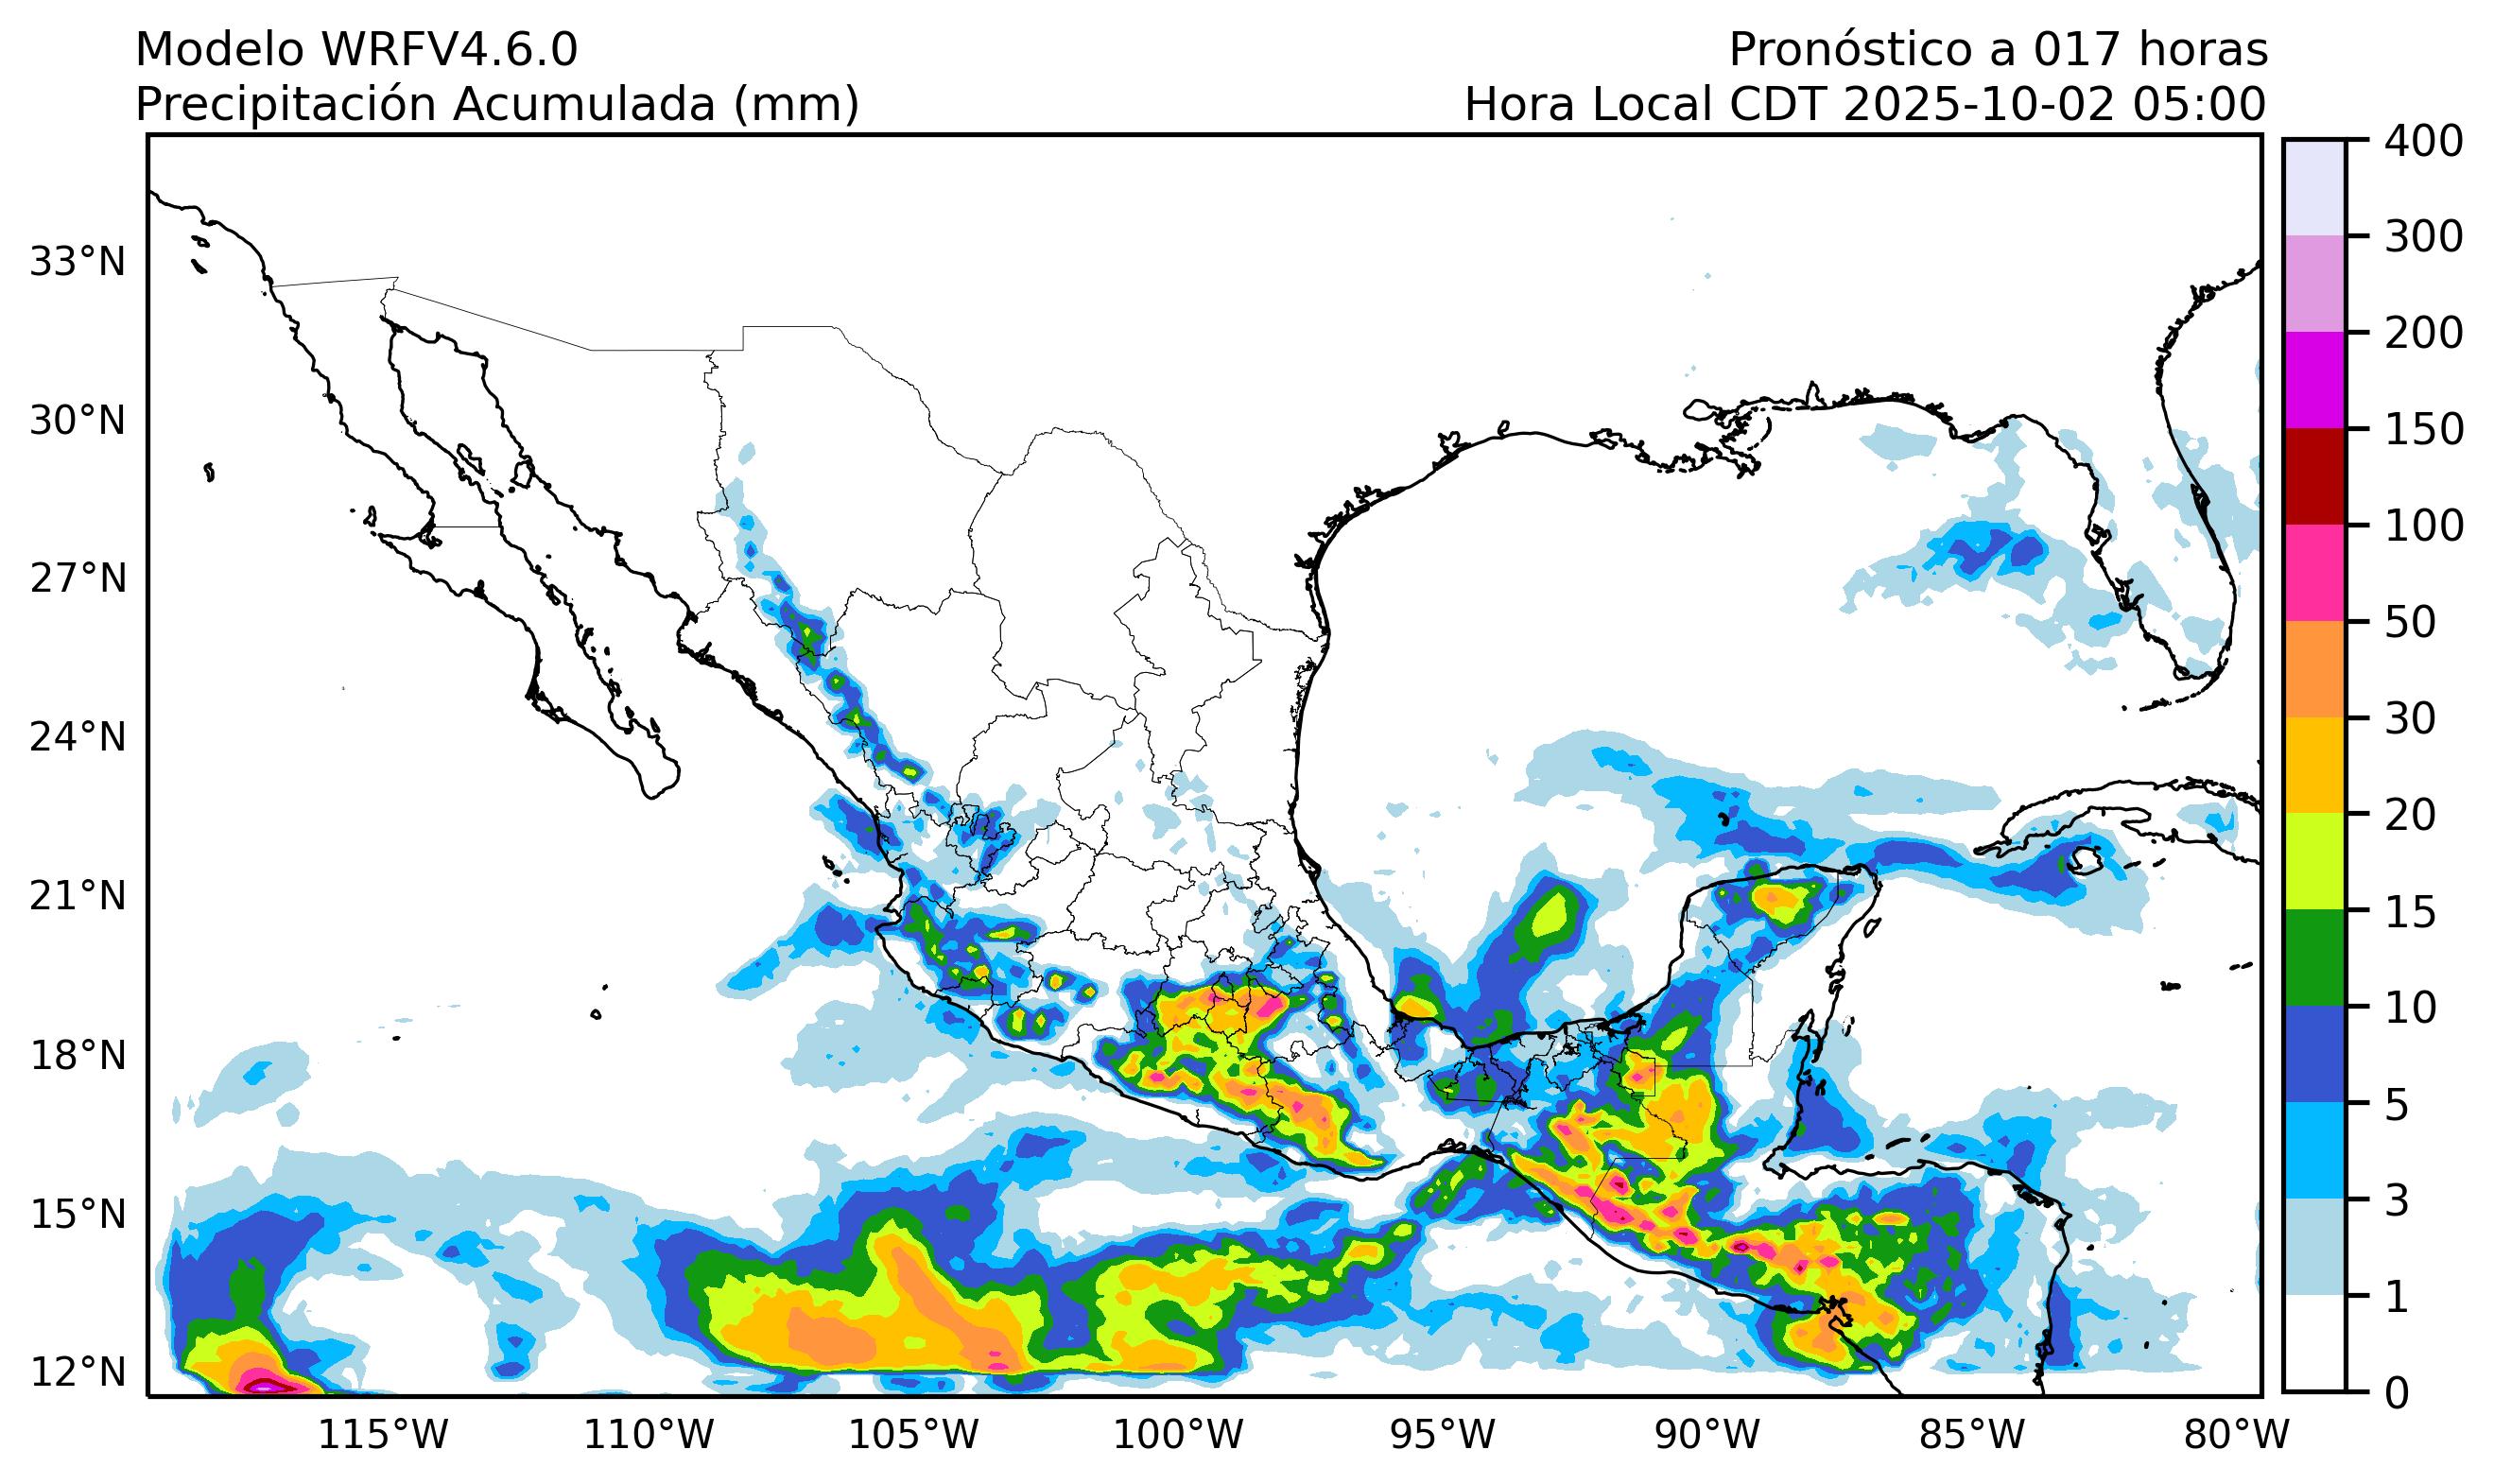 Modelo WRFV4.6.0
Pronóstico a 017 horas
Precipitación Acumulada (mm)
Hora Local CDT 2025-10-02 05:00
33°N
30°N
27°N
24°N
21°N
18°N
15°N
12°N
115°W
110°W
105°W
100°W
95°W
90°W
85°W
80°W
400
300
200
150
100
50
30
20
15
10
5
3
1
0